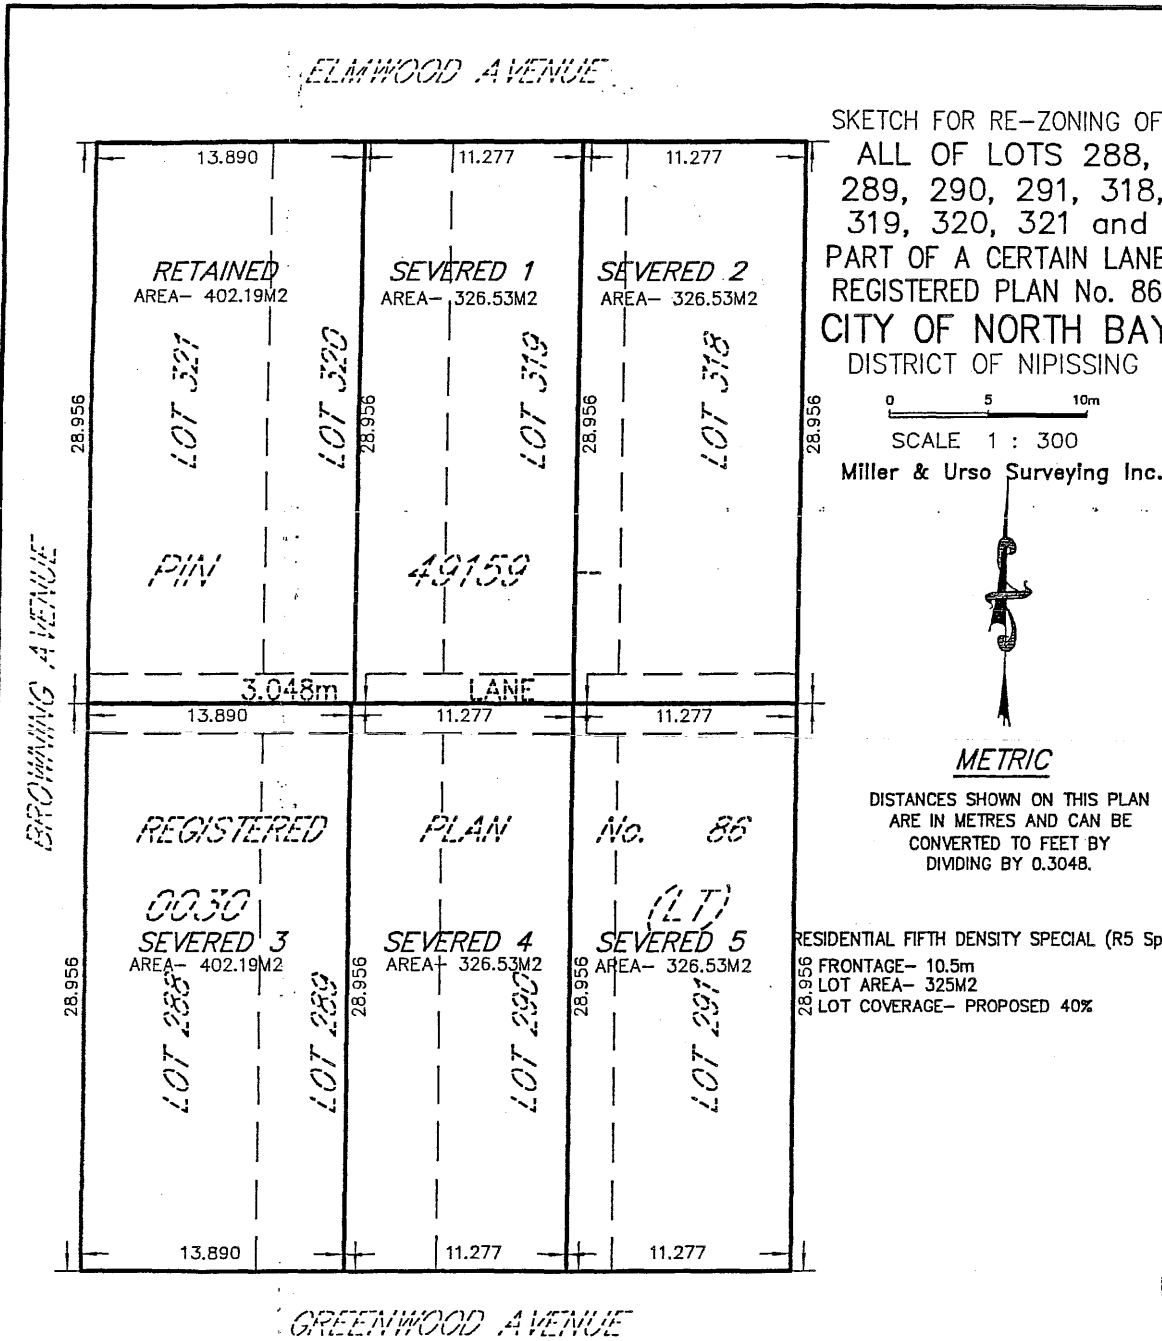 ELMWOOD AVENUE
13.890
11.277
11.277
RETAINED
AREA- 402.19M2
SEVERED 1
AREA- 326.53M2
SEVERED 2
AREA- 326.53M2
LOT 321
LOT 320
LOT 319
LOT 318
28.956
28.956
28.956
28.956
PIN
49159
3.048m
LANE
13.890
11.277
11.277
BROWNING AVENUE
REGISTERED
PLAN
No. 86
0030
(LT)
SEVERED 3
AREA- 402.19M2
SEVERED 4
AREA- 326.53M2
SEVERED 5
AREA- 326.53M2
28.956
28.956
28.956
28.956
LOT 288
LOT 289
LOT 290
LOT 291
13.890
11.277
11.277
GREENWOOD AVENUE
SKETCH FOR RE-ZONING OF
ALL OF LOTS 288,
289, 290, 291, 318,
319, 320, 321 and
PART OF A CERTAIN LANE
REGISTERED PLAN No. 86
CITY OF NORTH BAY
DISTRICT OF NIPISSING
0 5 10m
SCALE 1 : 300
Miller & Urso Surveying Inc.
METRIC
DISTANCES SHOWN ON THIS PLAN
ARE IN METRES AND CAN BE
CONVERTED TO FEET BY
DIVIDING BY 0.3048.
RESIDENTIAL FIFTH DENSITY SPECIAL (R5 Sp
FRONTAGE- 10.5m
LOT AREA- 325M2
LOT COVERAGE- PROPOSED 40%